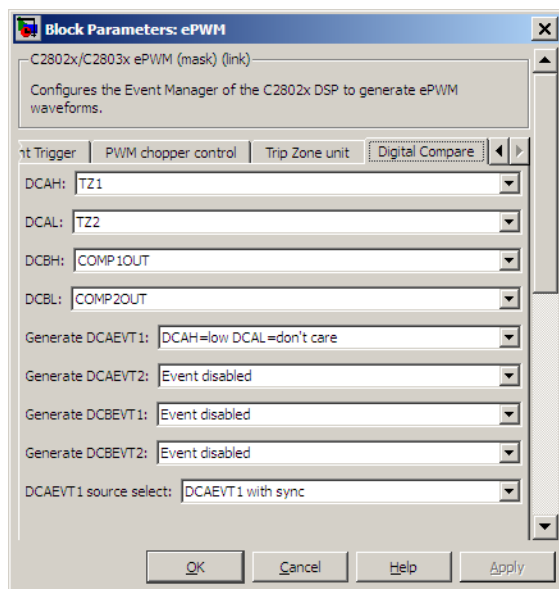 Block Parameters: ePWM
C2802x/C2803x ePWM (mask) (link)
Configures the Event Manager of the C2802x DSP to generate ePWM
waveforms.
nt Trigger PWM chopper control Trip Zone unit Digital Compare
DCAH: TZ1
DCAL: TZ2
DCBH: COMP1OUT
DCBL: COMP2OUT
Generate DCAEVT1: DCAH=low DCAL=don't care
Generate DCAEVT2: Event disabled
Generate DCBEVT1: Event disabled
Generate DCBEVT2: Event disabled
DCAEVT1 source select: DCAEVT1 with sync
OK Cancel Help Apply